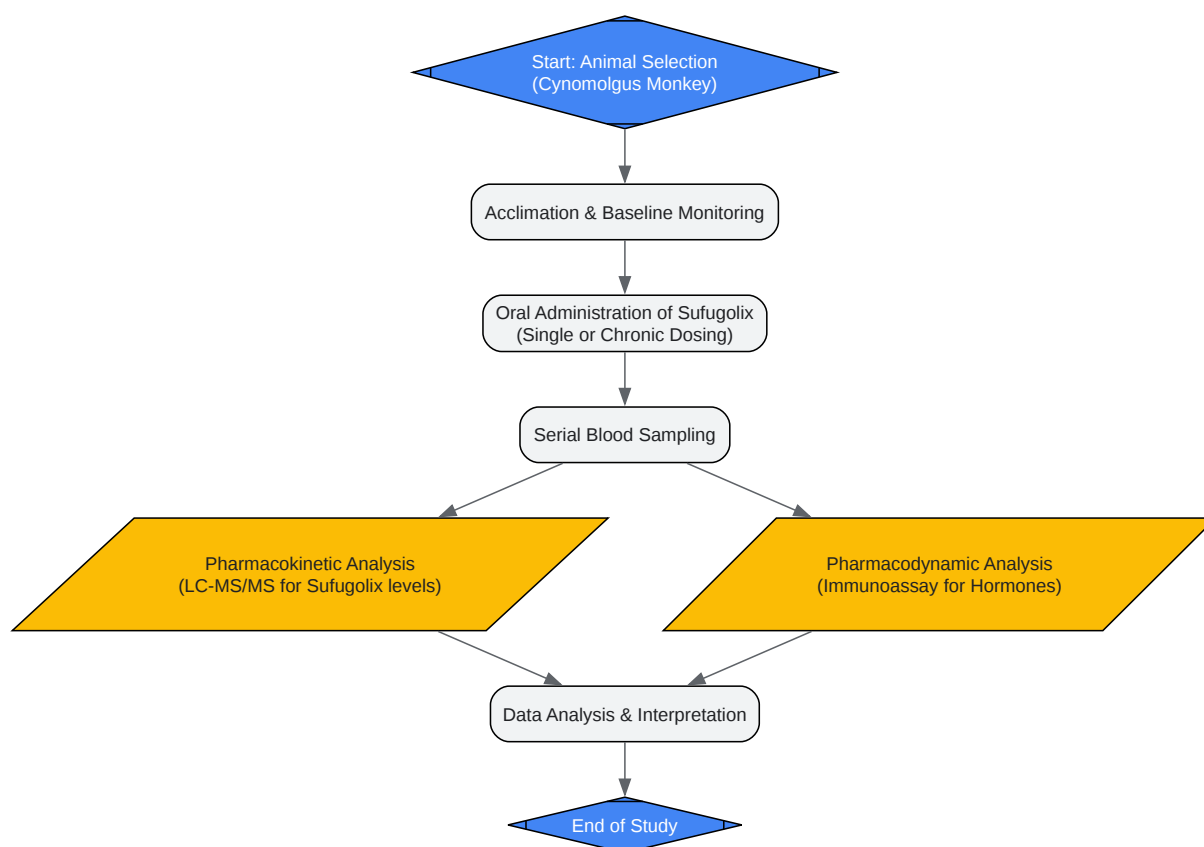 Start: Animal Selection
(Cynomolgus Monkey)
Acclimation & Baseline Monitoring
Oral Administration of Sufugolix
(Single or Chronic Dosing)
Serial Blood Sampling
Pharmacokinetic Analysis
(LC-MS/MS for Sufugolix levels)
Pharmacodynamic Analysis
(Immunoassay for Hormones)
Data Analysis & Interpretation
End of Study